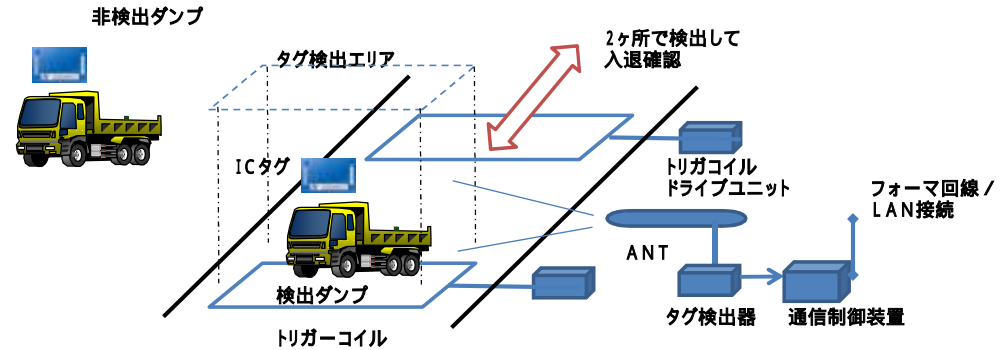 非検出ダンプ
タグ検出エリア
2ヶ所で検出して
入退確認
ICタグ
トリガコイル
ドライブユニット
フォーマ回線/
LAN接続
ANT
検出ダンプ
タグ検出器
通信制御装置
トリガーコイル